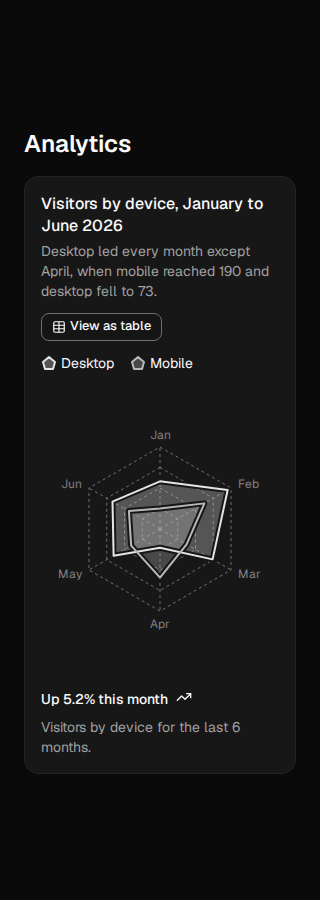 Analytics
Visitors by device, January to
June 2026
Desktop led every month except
April, when mobile reached 190 and
desktop fell to 73.
View as table
Desktop Mobile
Jan
Jun Feb
May Mar
Apr
Up 5.2% this month
Visitors by device for the last 6
months.